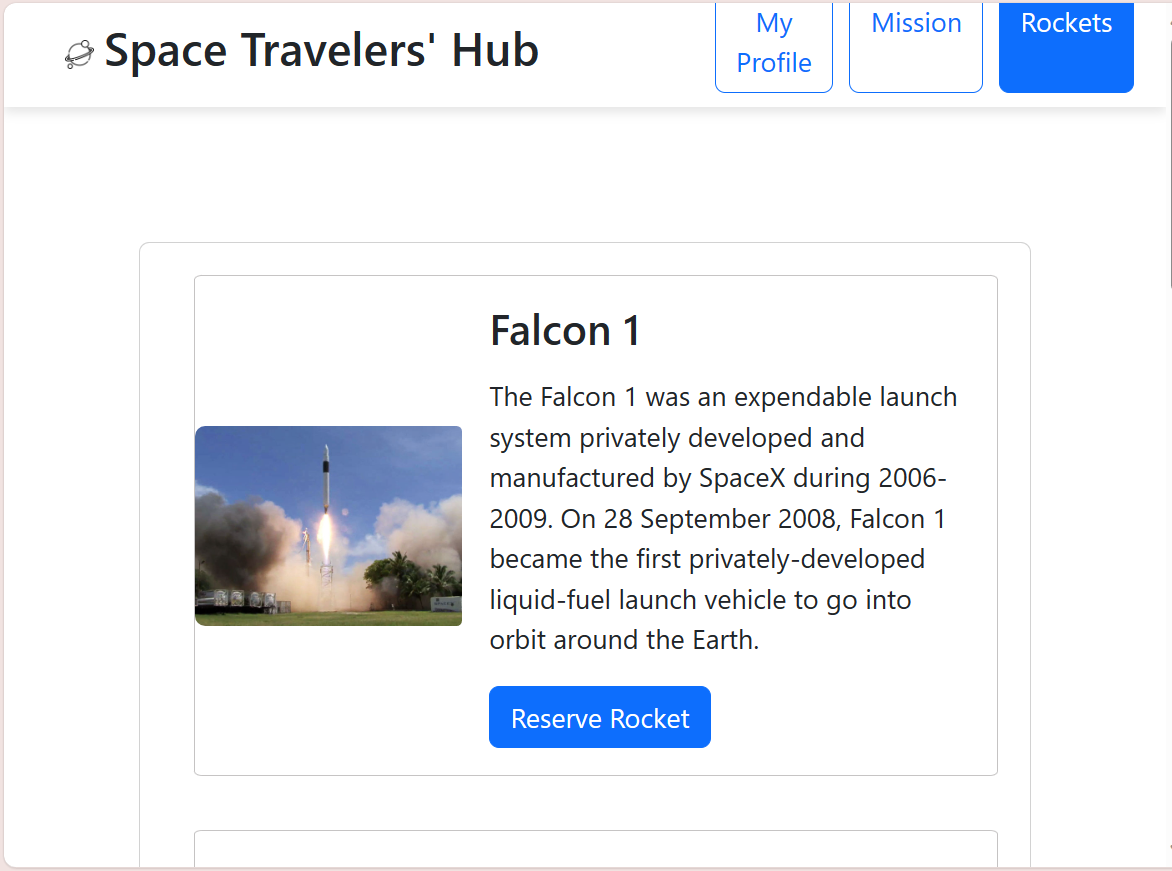 Space Travelers' Hub
My
Profile
Mission
Rockets
Falcon 1
The Falcon 1 was an expendable launch
system privately developed and
manufactured by SpaceX during 2006-
2009. On 28 September 2008, Falcon 1
became the first privately-developed
liquid-fuel launch vehicle to go into
orbit around the Earth.
Reserve Rocket